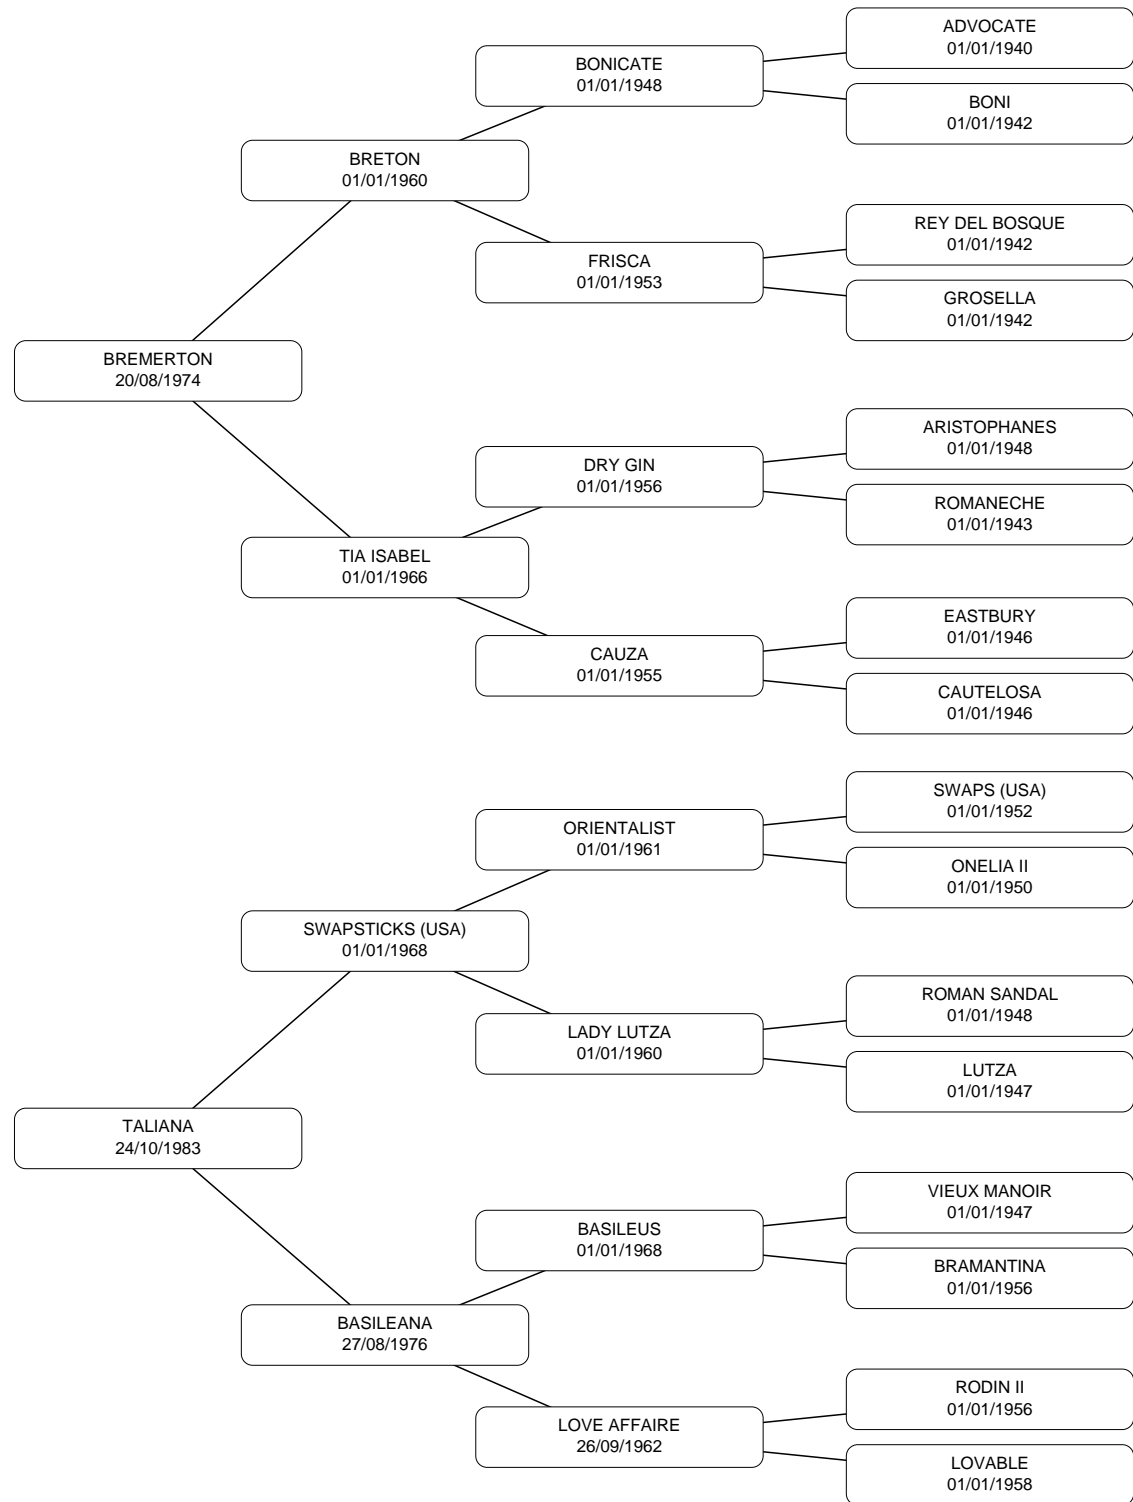 ADVOCATE
01/01/1940
BONICATE
01/01/1948
BONI
01/01/1942
BRETON
01/01/1960
REY DEL BOSQUE
01/01/1942
FRISCA
01/01/1953
GROSELLA
01/01/1942
BREMERTON
20/08/1974
ARISTOPHANES
01/01/1948
DRY GIN
01/01/1956
ROMANECHE
01/01/1943
TIA ISABEL
01/01/1966
EASTBURY
01/01/1946
CAUZA
01/01/1955
CAUTELOSA
01/01/1946
SWAPS (USA)
01/01/1952
ORIENTALIST
01/01/1961
ONELIA II
01/01/1950
SWAPSTICKS (USA)
01/01/1968
ROMAN SANDAL
01/01/1948
LADY LUTZA
01/01/1960
LUTZA
01/01/1947
TALIANA
24/10/1983
VIEUX MANOIR
01/01/1947
BASILEUS
01/01/1968
BRAMANTINA
01/01/1956
BASILEANA
27/08/1976
RODIN II
01/01/1956
LOVE AFFAIRE
26/09/1962
LOVABLE
01/01/1958